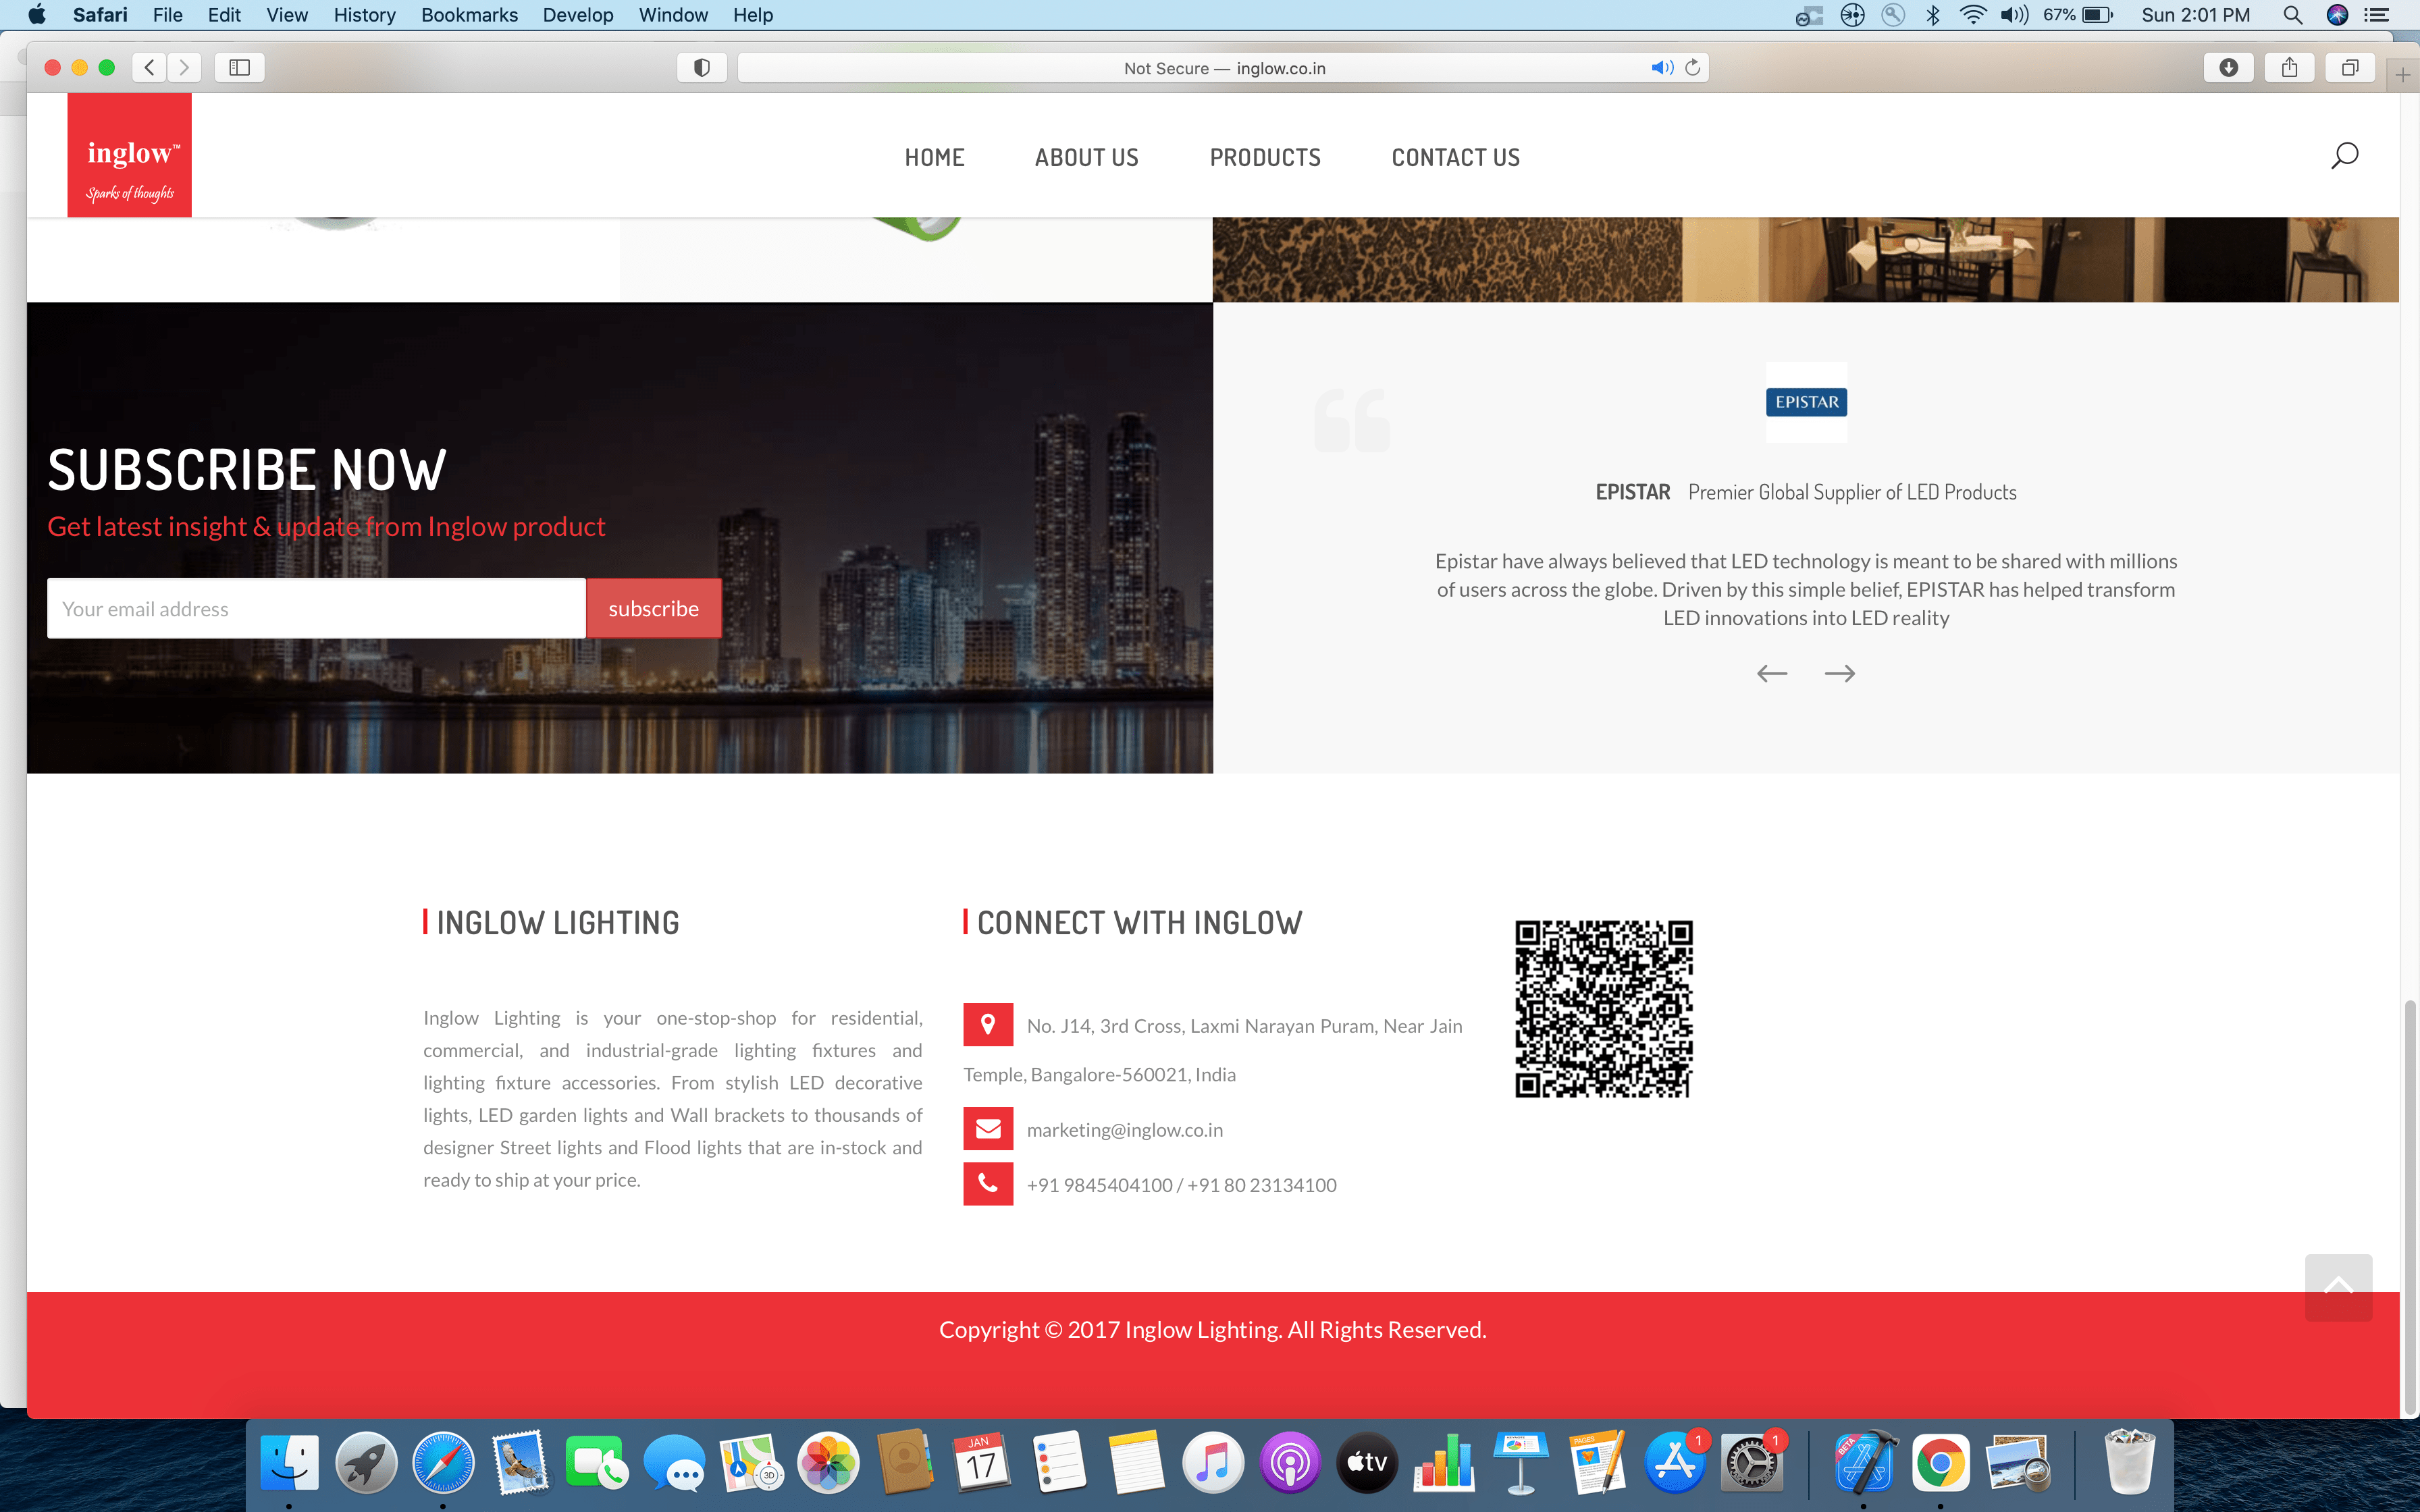 Safari File Edit View History Bookmarks Develop Window Help 67% Sun 2:01 PM
Not Secure — inglow.co.in
inglow™
Sparks of thoughts
HOME ABOUT US PRODUCTS CONTACT US
SUBSCRIBE NOW
Get latest insight & update from Inglow product
Your email address subscribe
EPISTAR
EPISTAR Premier Global Supplier of LED Products
Epistar have always believed that LED technology is meant to be shared with millions
of users across the globe. Driven by this simple belief, EPISTAR has helped transform
LED innovations into LED reality
INGLOW LIGHTING
Inglow Lighting is your one-stop-shop for residential,
commercial, and industrial-grade lighting fixtures and
lighting fixture accessories. From stylish LED decorative
lights, LED garden lights and Wall brackets to thousands of
designer Street lights and Flood lights that are in-stock and
ready to ship at your price.
CONNECT WITH INGLOW
No. J14, 3rd Cross, Laxmi Narayan Puram, Near Jain
Temple, Bangalore-560021, India
marketing@inglow.co.in
+91 9845404100 / +91 80 23134100
Copyright © 2017 Inglow Lighting. All Rights Reserved.
3D
JAN
17
tv
PAGES
1
1
BETA